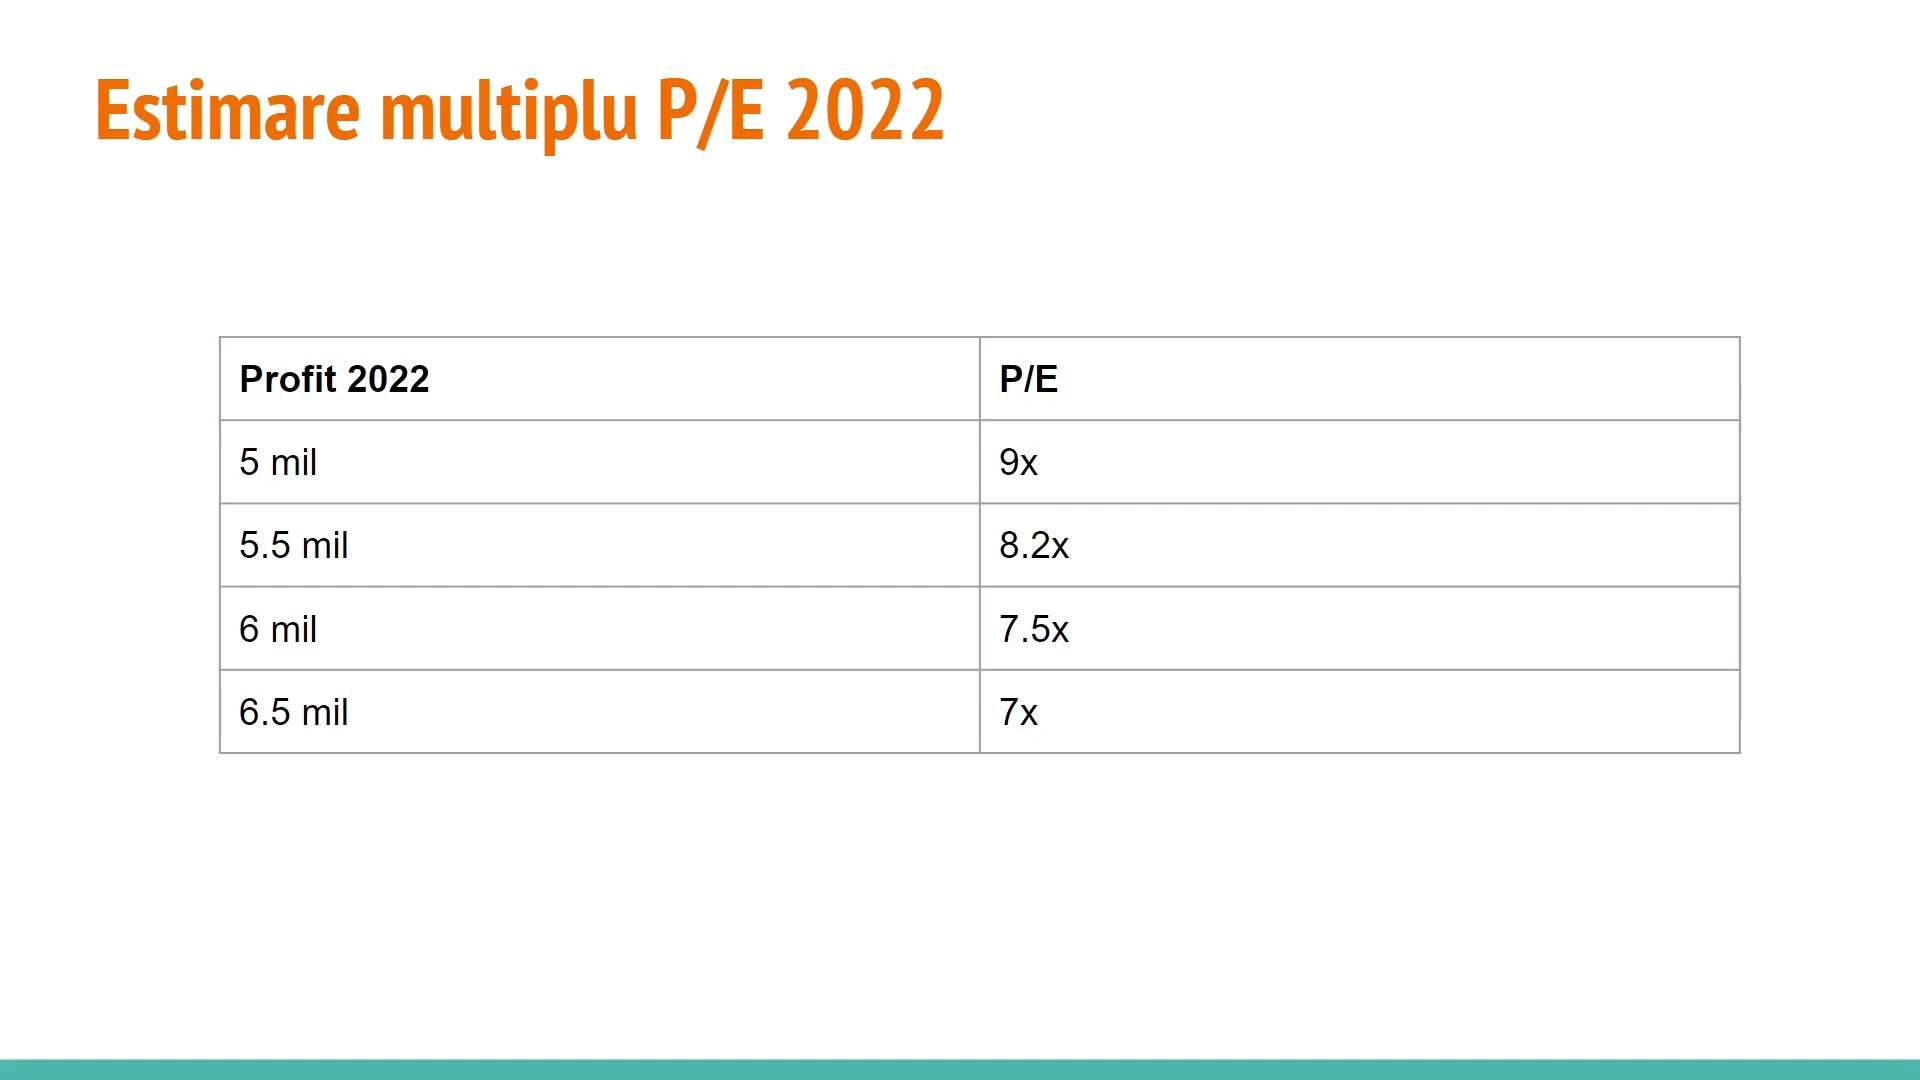 Estimare multiplu P/E 2022
Profit 2022 P/E
5 mil 9x
5.5 mil 8.2x
6 mil 7.5x
6.5 mil 7x